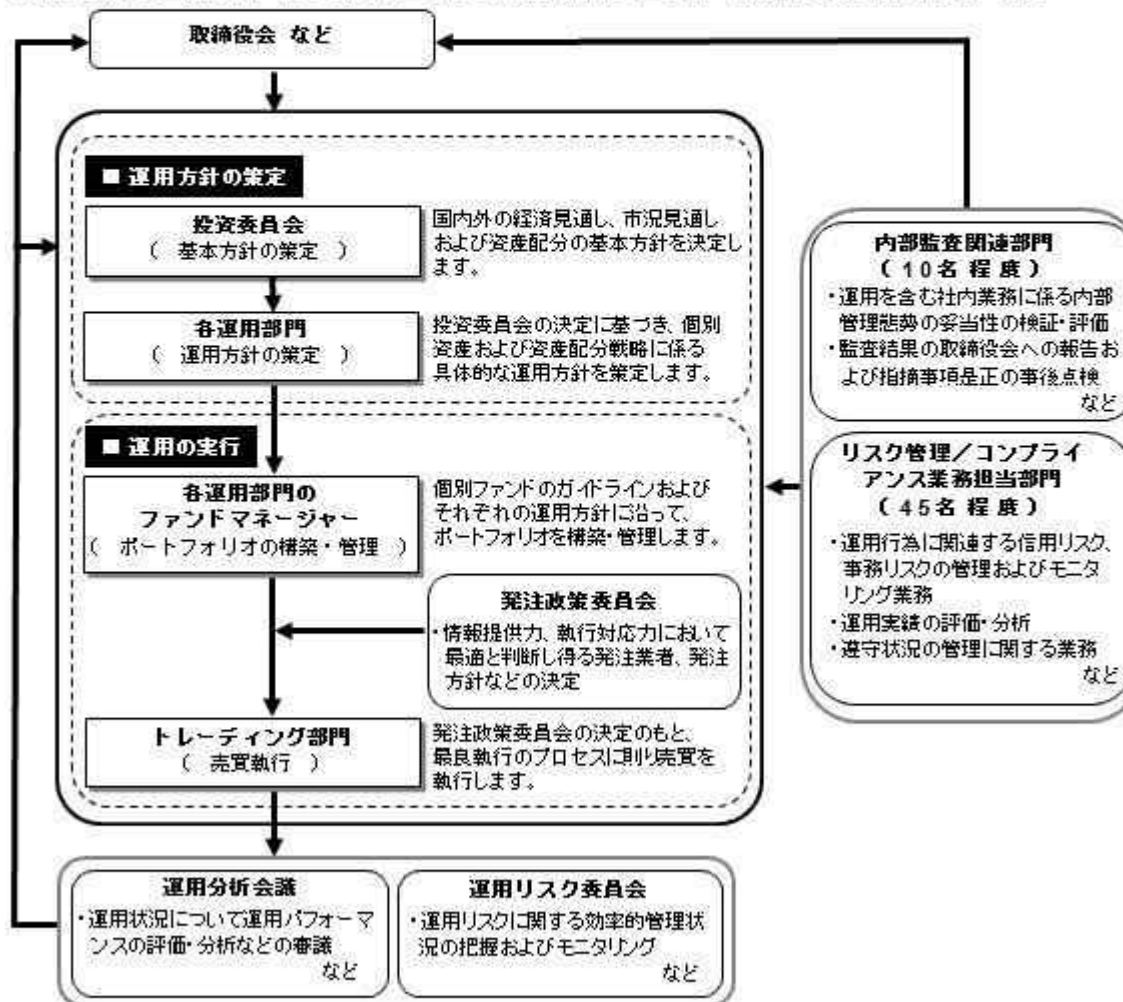 取締役会 など
■ 運用方針の策定
投資委員会
( 基本方針の策定 )
国内外の経済見通し、市況見通し
および資産配分の基本方針を決定し
ます。
各運用部門
( 運用方針の策定 )
投資委員会の決定に基づき、個別
資産および資産配分戦略に係る
具体的な運用方針を策定します。
■ 運用の実行
各運用部門の
ファンドマネージャー
( ポートフォリオの構築・管理 )
個別ファンドのガイドラインおよび
それぞれの運用方針に沿って、
ポートフォリオを構築・管理します。
発注政策委員会
・情報提供力、執行対応力において
最適と判断し得る発注業者、発注
方針などの決定
トレーディング部門
( 売買執行 )
発注政策委員会の決定のもと、
最良執行のプロセスに則り売買を
執行します。
内部監査関連部門
( 10名 程度 )
・運用を含む社内業務に係る内部
管理態勢の妥当性の検証・評価
・監査結果の取締役会への報告お
よび指摘事項是正の事後点検
など
リスク管理/コンプライ
アンス業務担当部門
( 45名 程度 )
・運用行為に関連する信用リスク、
事務リスクの管理およびモニタ
リング業務
・運用実績の評価・分析
・遵守状況の管理に関する業務
など
運用分析会議
・運用状況について運用パフォーマ
ンスの評価・分析などの審議
など
運用リスク委員会
・運用リスクに関する効率的管理状
況の把握およびモニタリング
など